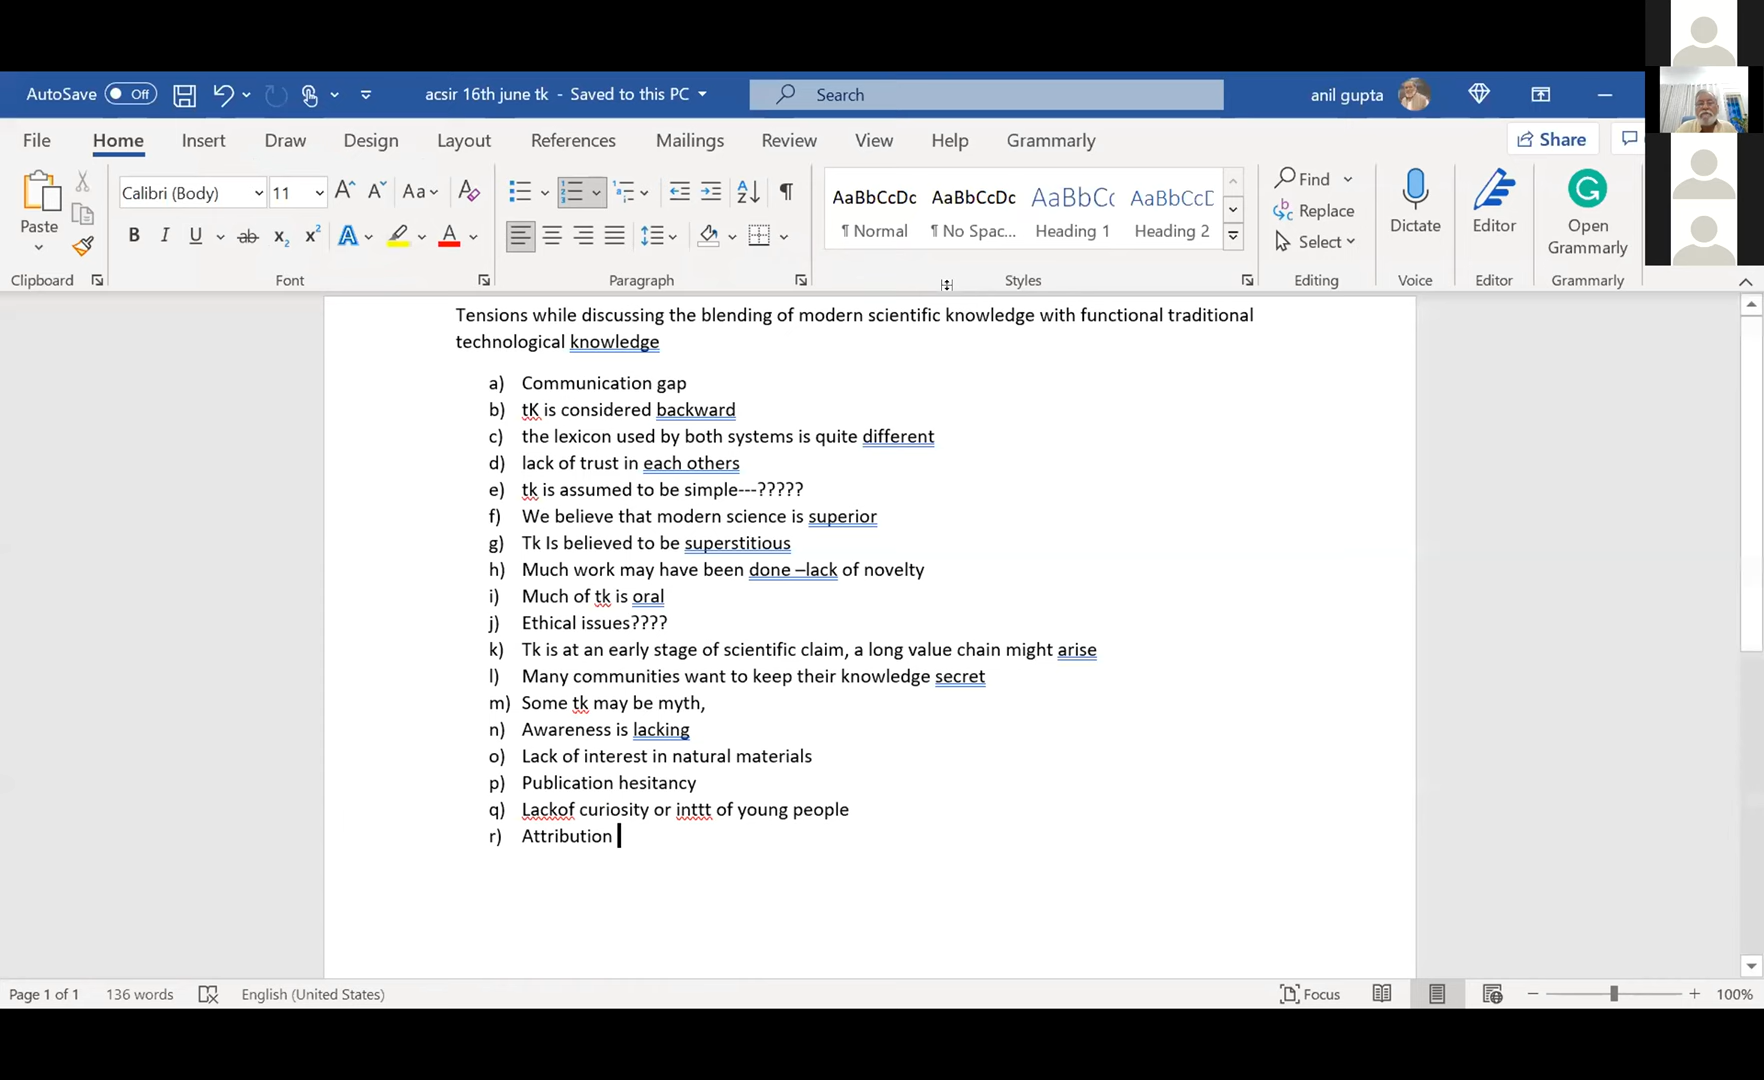 AutoSave Off acsir 16th june tk - Saved to this PC Search anil gupta
File Home Insert Draw Design Layout References Mailings Review View Help Grammarly Share
Calibri (Body) 11 Aa AaBbCcDc AaBbCcDc AaBbCc AaBbCcD Find
Paste ¶ Normal ¶ No Spac... Heading 1 Heading 2 Replace Dictate Editor Open Grammarly
B I U ab x₂ x² A A Select
Clipboard Font Paragraph Styles Editing Voice Editor Grammarly
Tensions while discussing the blending of modern scientific knowledge with functional traditional
technological knowledge
a) Communication gap
b) tK is considered backward
c) the lexicon used by both systems is quite different
d) lack of trust in each others
e) tk is assumed to be simple---?????
f) We believe that modern science is superior
g) Tk Is believed to be superstitious
h) Much work may have been done –lack of novelty
i) Much of tk is oral
j) Ethical issues????
k) Tk is at an early stage of scientific claim, a long value chain might arise
l) Many communities want to keep their knowledge secret
m) Some tk may be myth,
n) Awareness is lacking
o) Lack of interest in natural materials
p) Publication hesitancy
q) Lackof curiosity or inttt of young people
r) Attribution
Page 1 of 1 136 words English (United States) Focus 100%